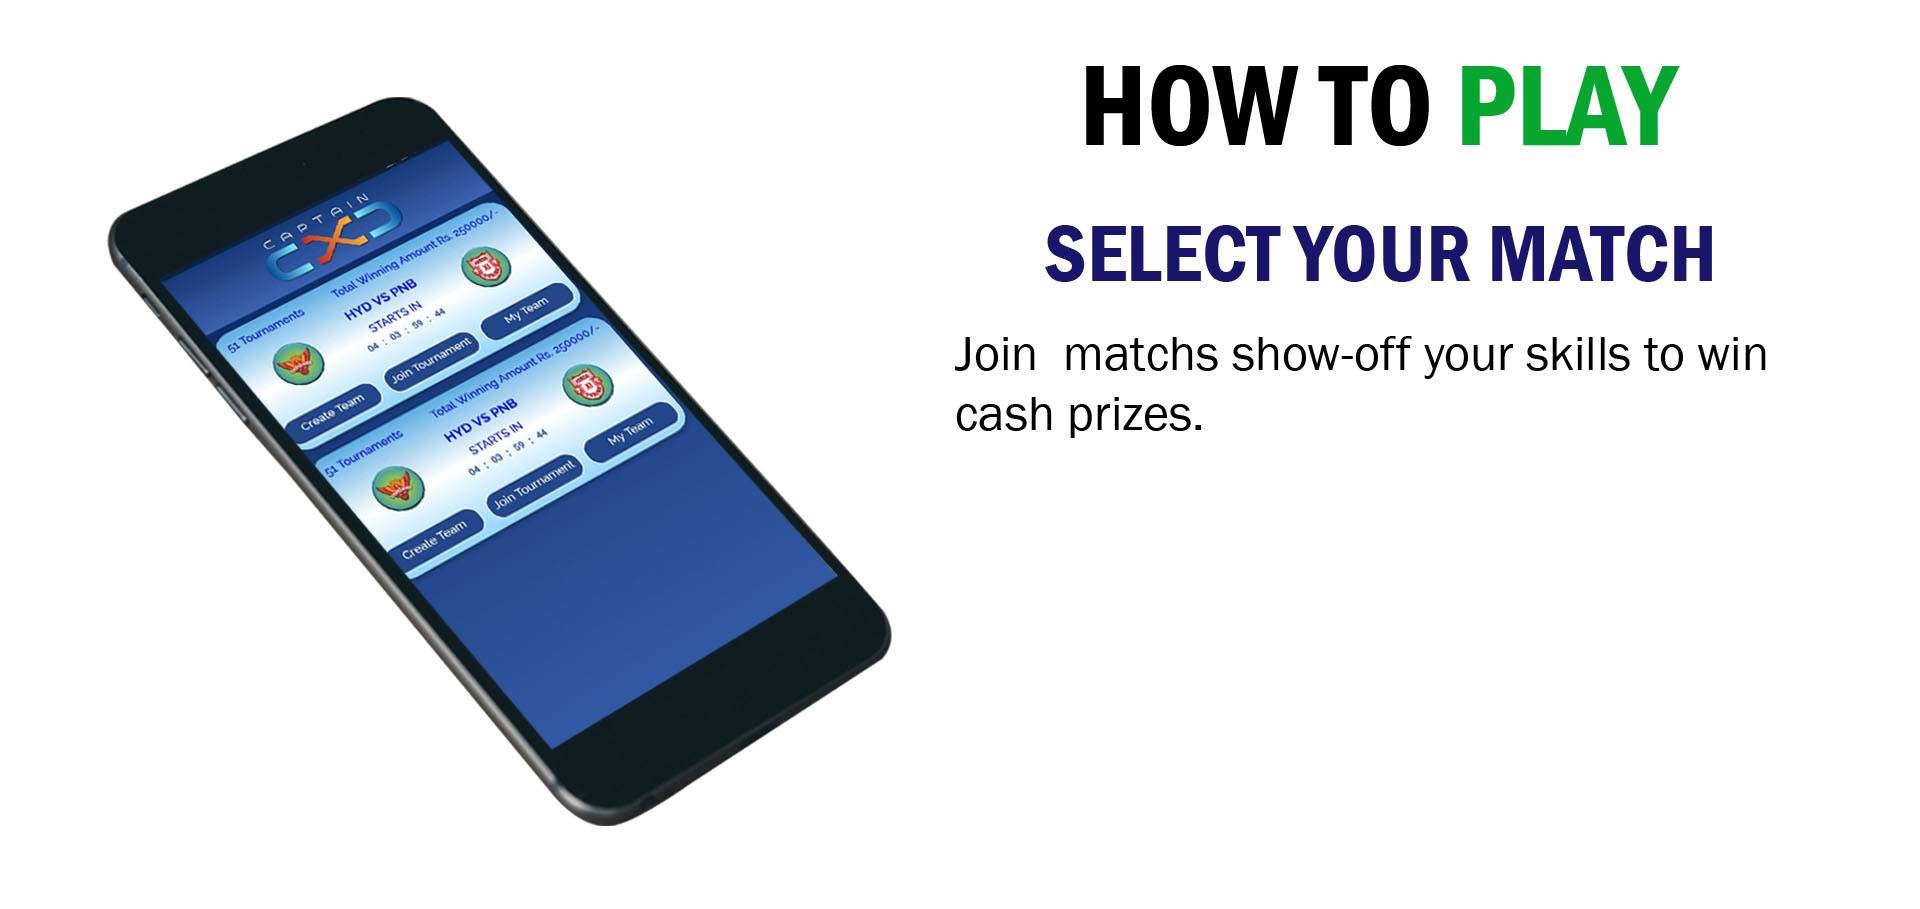 HOW TO PLAY
SELECT YOUR MATCH
Join  matchs show-off your skills to win
cash prizes.
CAPTAIN
CXD
51 Tournaments
Total Winning Amount Rs. 250000/-
HYD VS PNB
STARTS IN
04 : 03 : 59 : 44
Create Team
Join Tournament
My Team
51 Tournaments
Total Winning Amount Rs. 250000/-
HYD VS PNB
STARTS IN
04 : 03 : 59 : 44
Create Team
Join Tournament
My Team